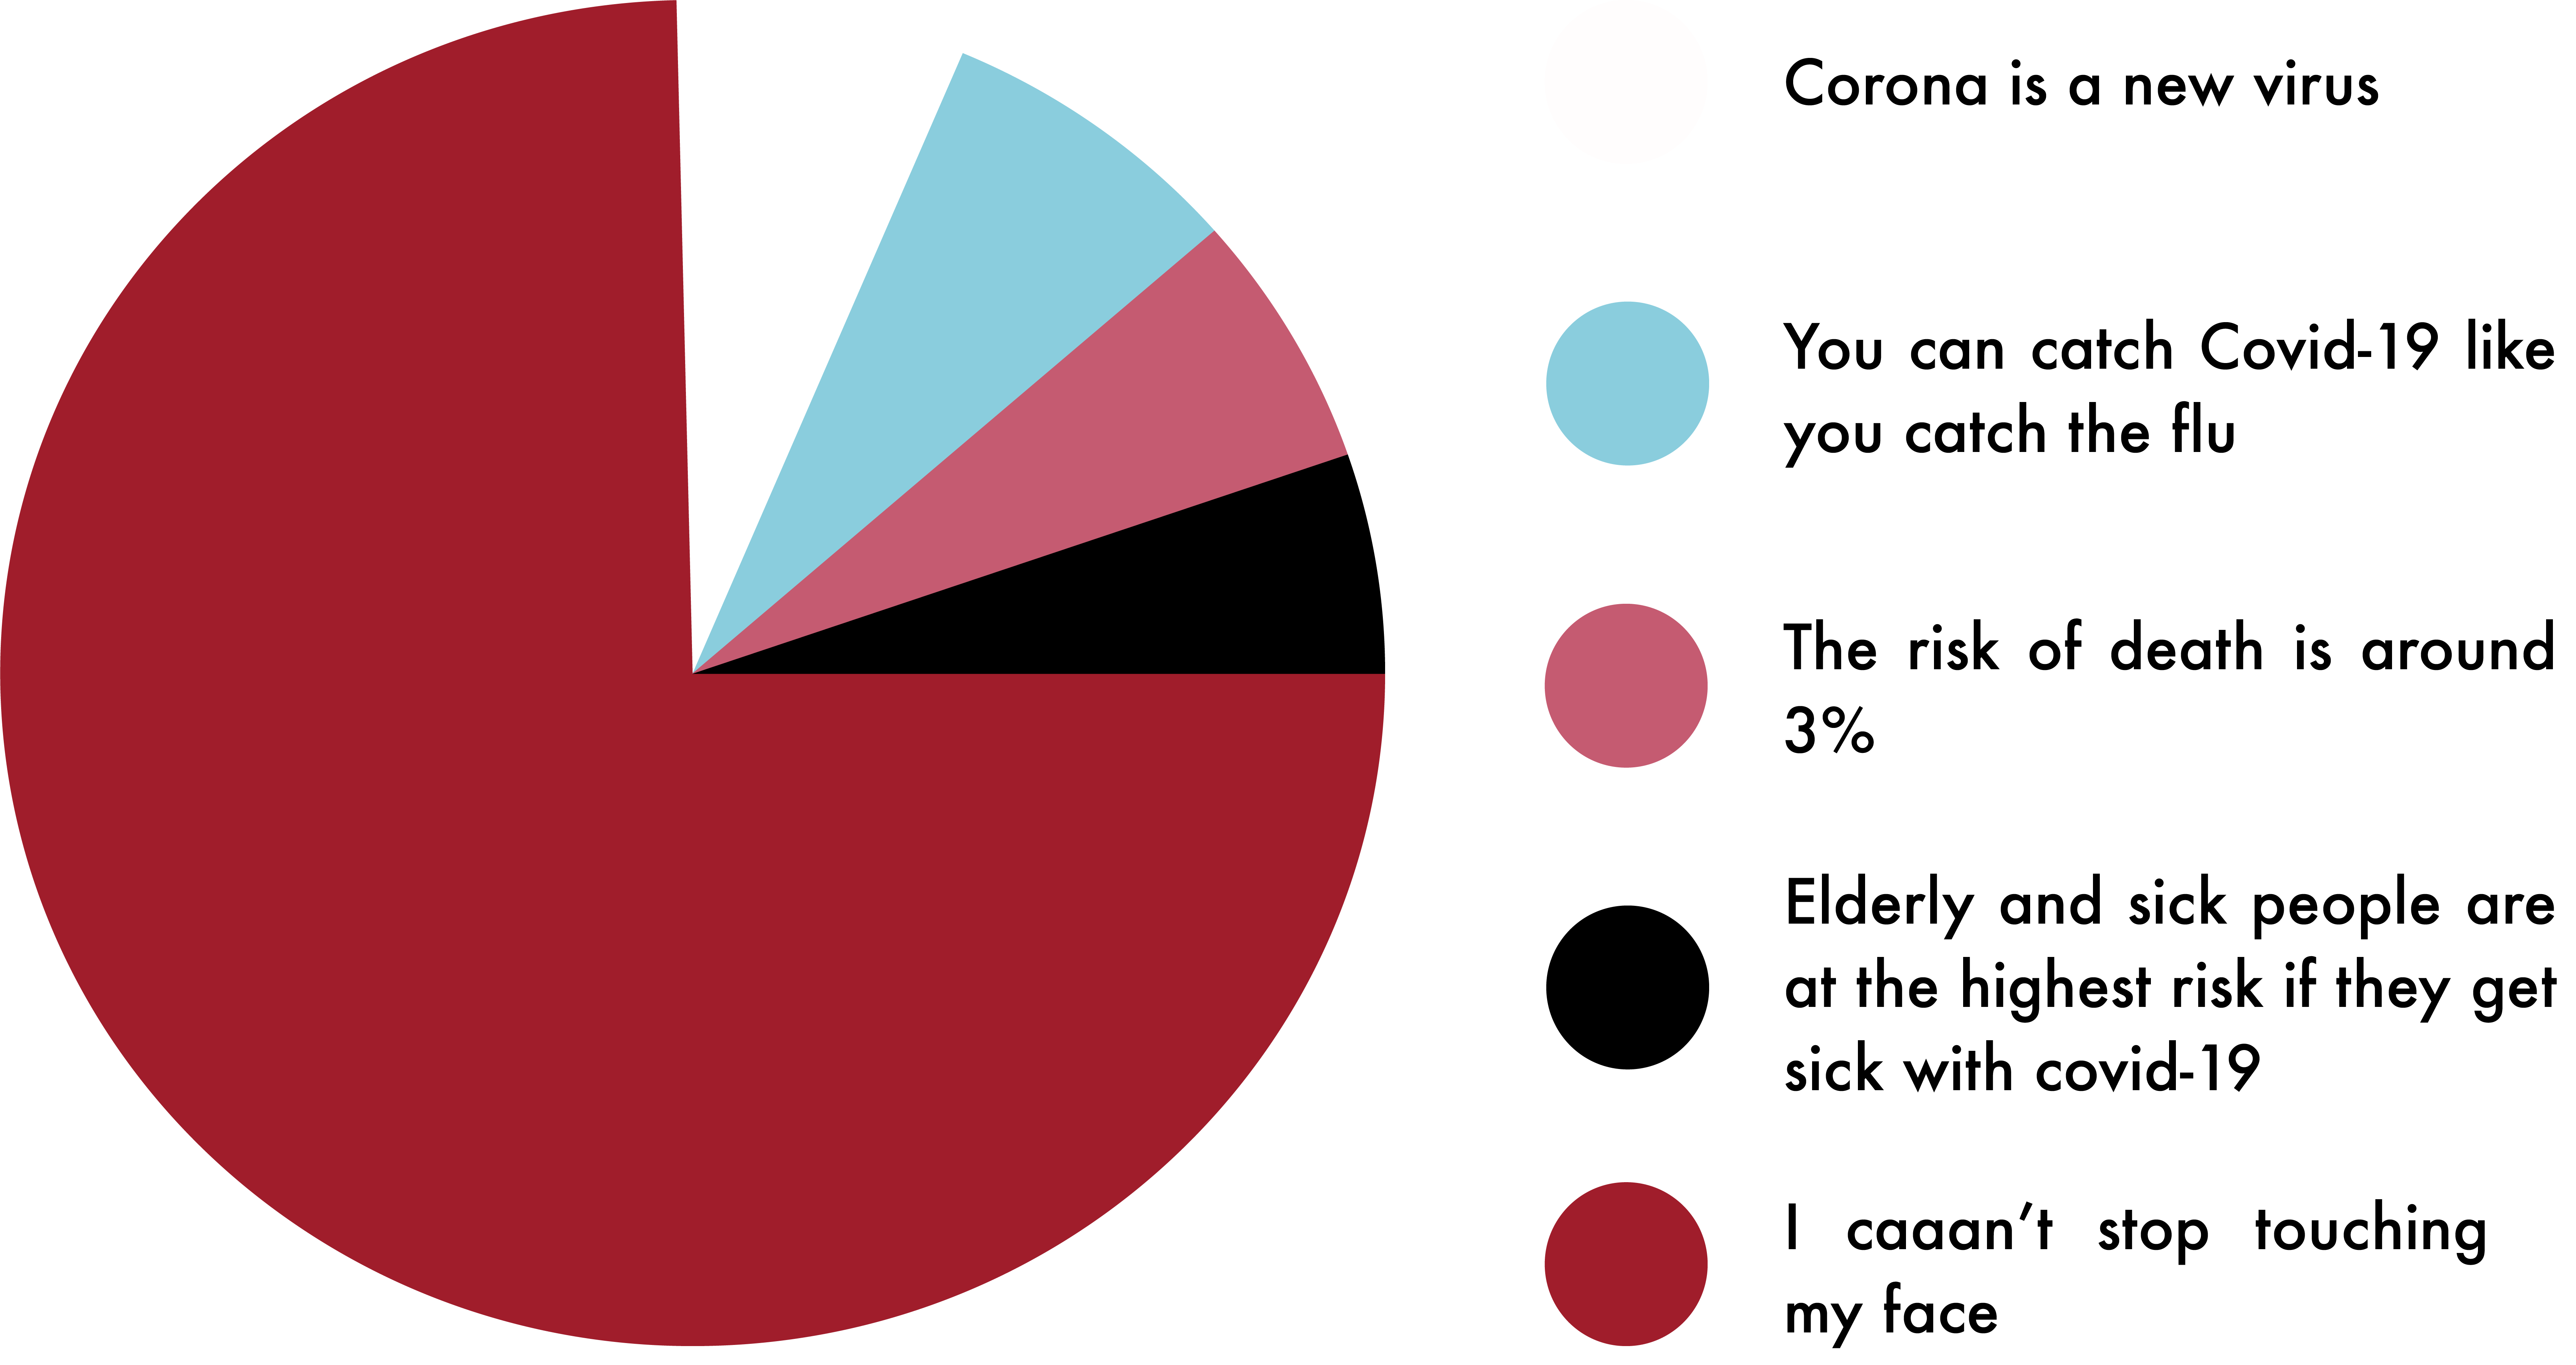 Corona is a new virus
You can catch Covid-19 like
you catch the flu
The risk of death is around
3%
Elderly and sick people are
at the highest risk if they get
sick with covid-19
I caaan’t stop touching
my face